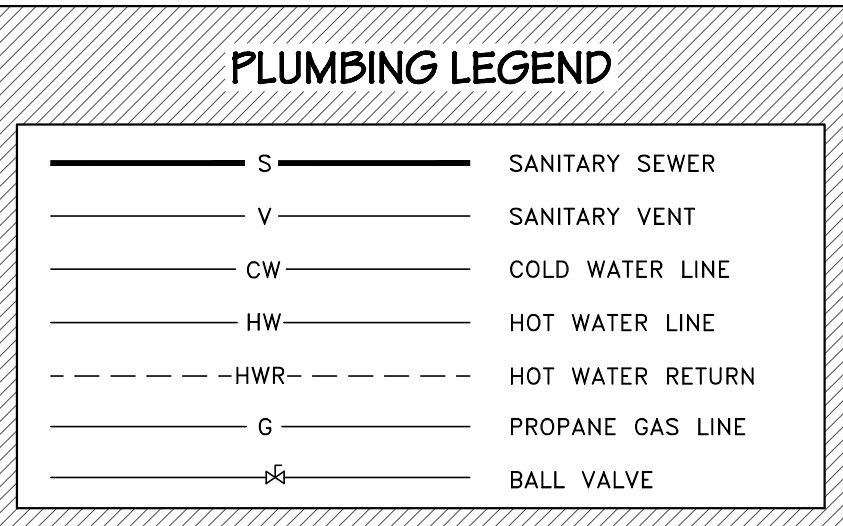 PLUMBING LEGEND
S SANITARY SEWER
V SANITARY VENT
CW COLD WATER LINE
HW HOT WATER LINE
HWR HOT WATER RETURN
G PROPANE GAS LINE
BALL VALVE